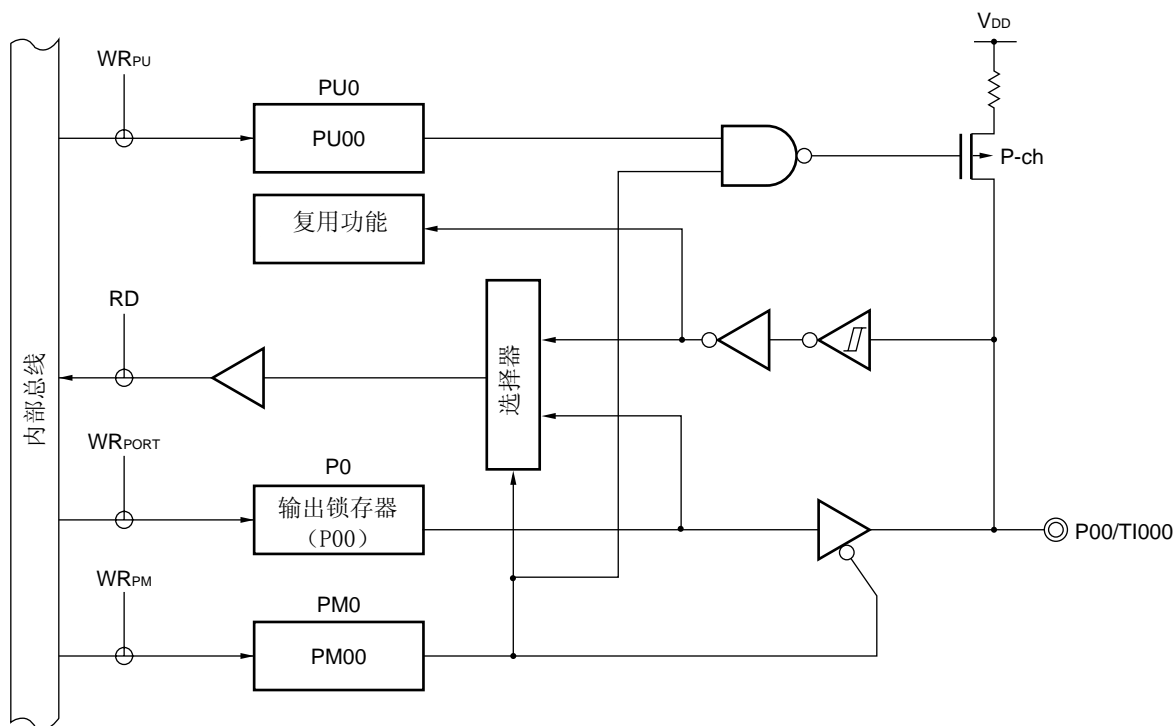 VDD
WRPU
PU0
PU00
P-ch
复用功能
RD
选择器
内部总线
WRPORT
P0
输出锁存器
（P00）
P00/TI000
WRPM
PM0
PM00